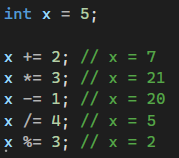 int x = 5;
x += 2; // x = 7
x *= 3; // x = 21
x -= 1; // x = 20
x /= 4; // x = 5
x %= 3; // x = 2